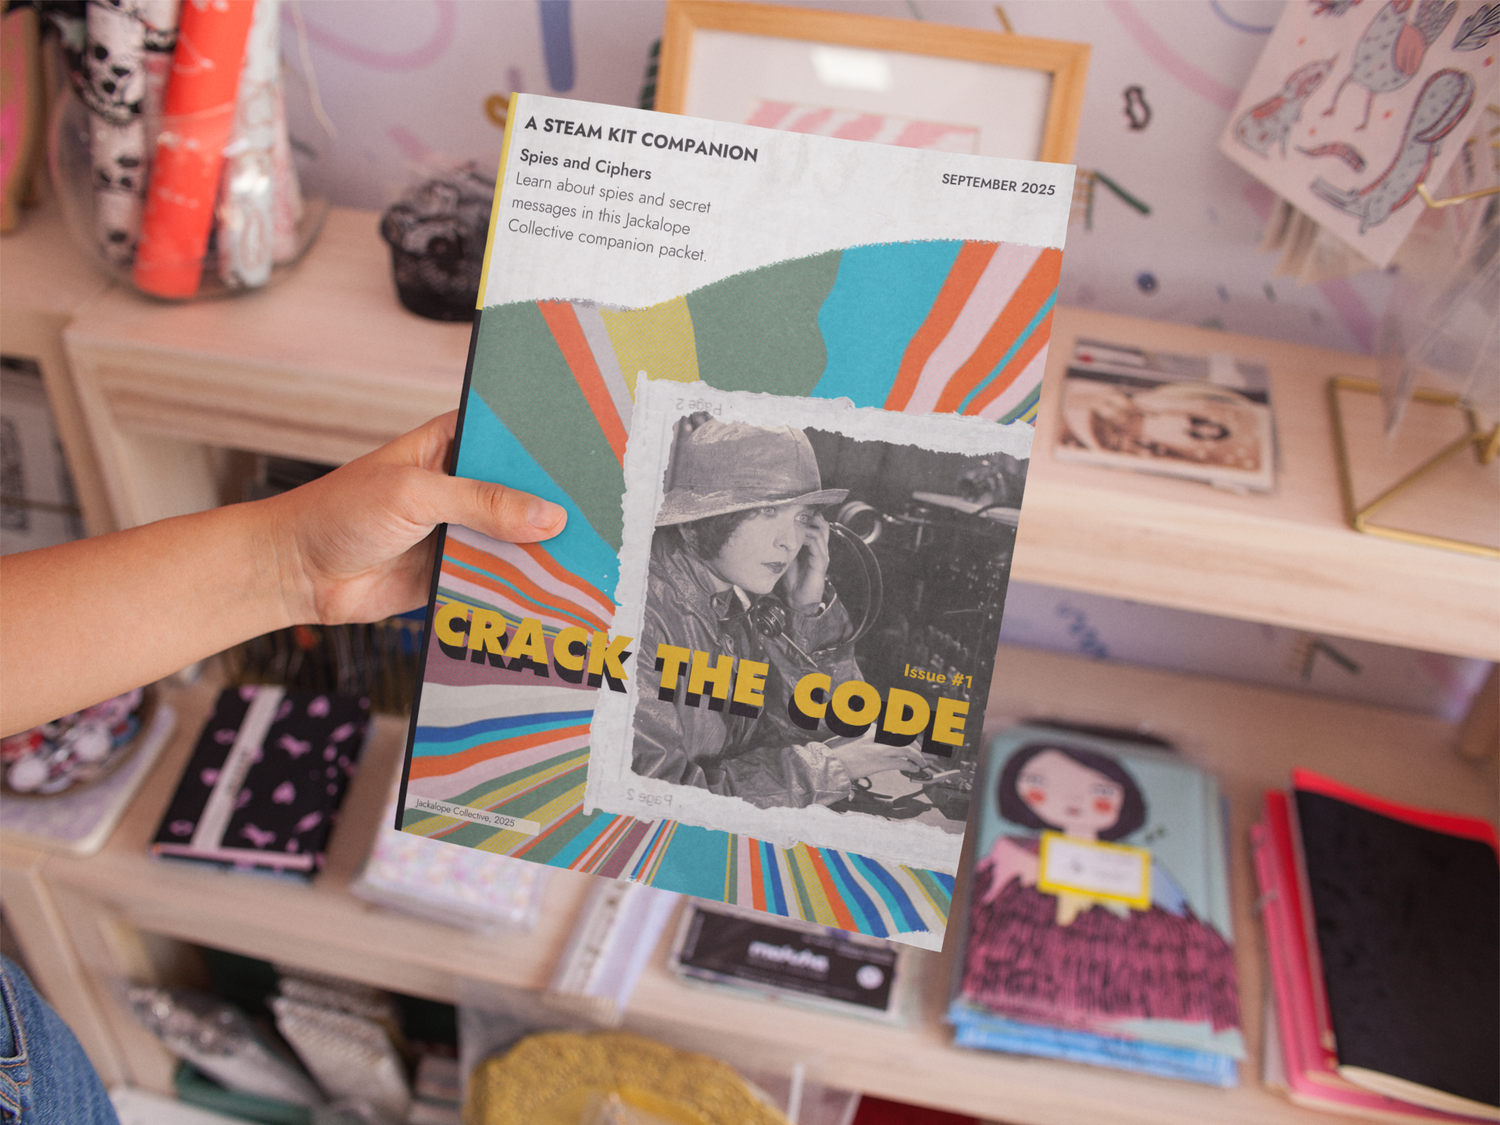 A STEAM KIT COMPANION
Spies and Ciphers
Learn about spies and secret
messages in this Jackalope
Collective companion packet.
SEPTEMBER 2025
Page 2
Issue #1
CRACK THE CODE
Page 2
Jackalope Collective, 2025